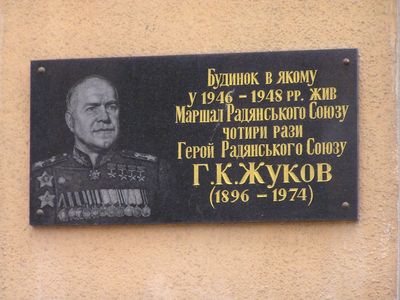 Будинок в якому
у 1946 – 1948 рр. жив
Маршал Радянського Союзу
чотири рази
Герой Радянського Союзу
Г.К.Жуков
(1896 – 1974)